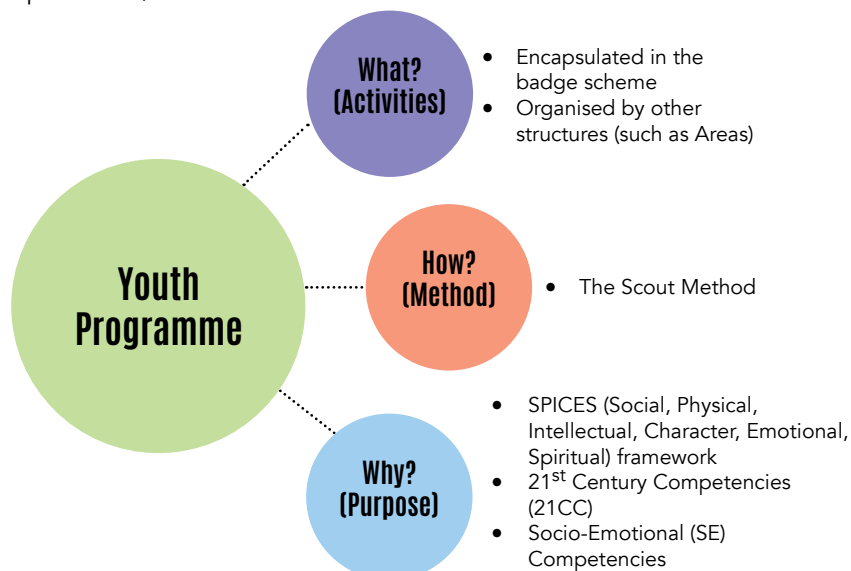 Youth
Programme
What?
(Activities)
• Encapsulated in the
badge scheme
• Organised by other
structures (such as Areas)
How?
(Method)
• The Scout Method
Why?
(Purpose)
• SPICES (Social, Physical,
Intellectual, Character, Emotional,
Spiritual) framework
• 21st Century Competencies
(21CC)
• Socio-Emotional (SE)
Competencies